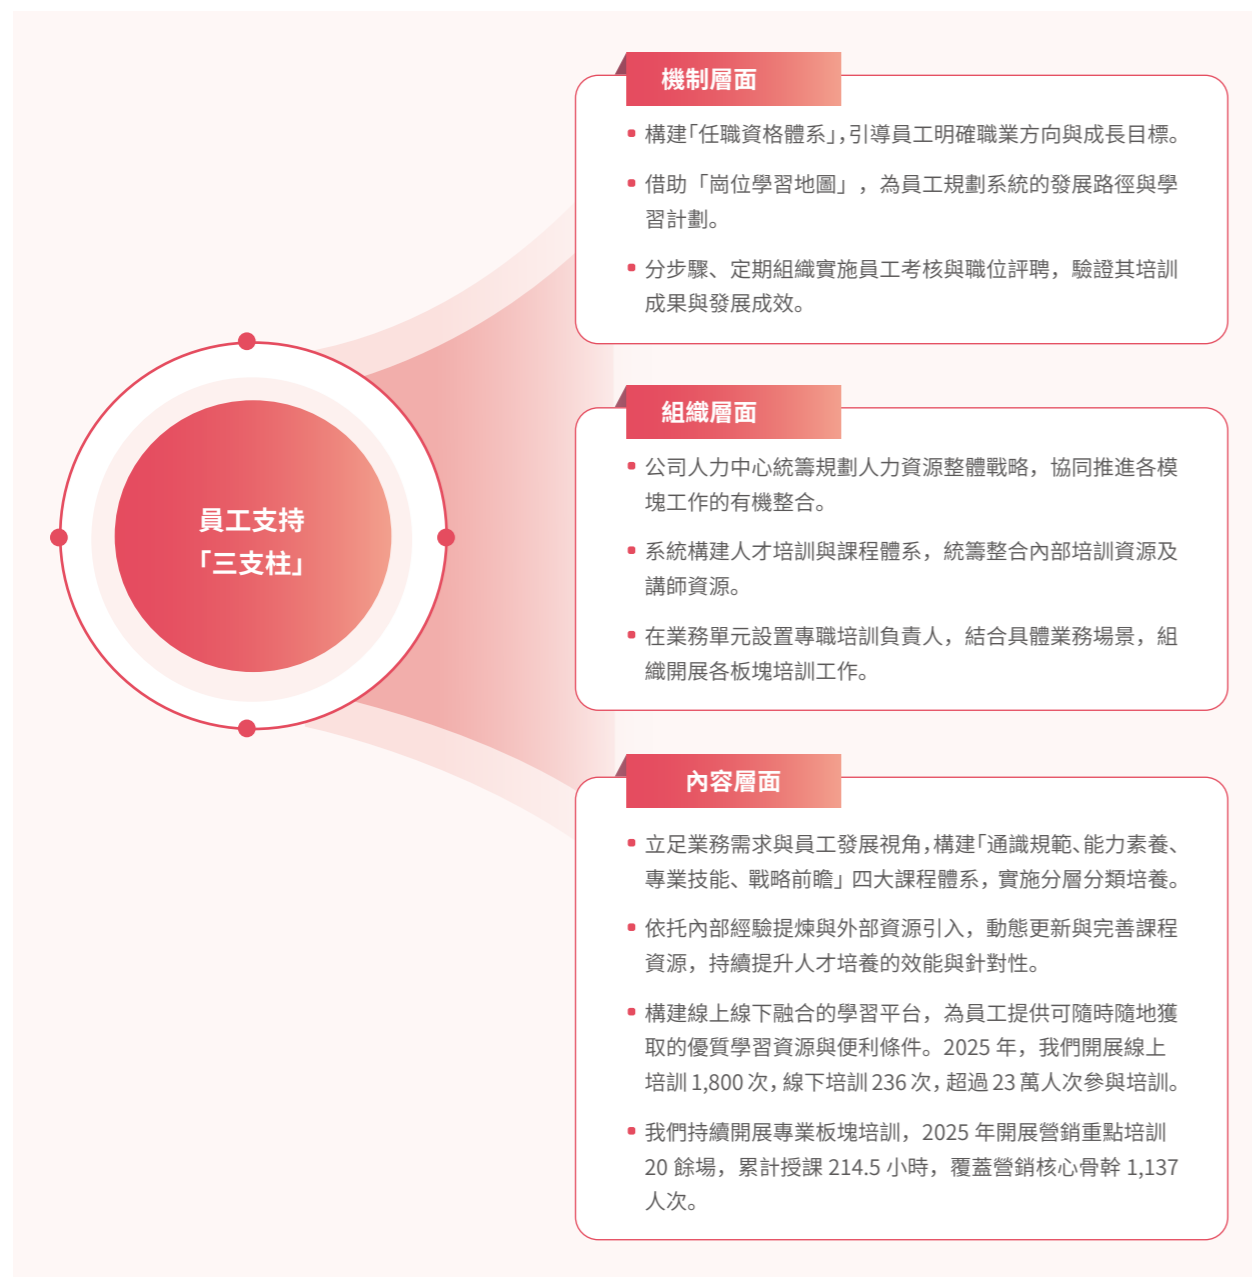 員工支持
「三支柱」
機制層面
構建「任職資格體系」，引導員工明確職業方向與成長目標。
借助「崗位學習地圖」，為員工規劃系統的發展路徑與學
習計劃。
分步驟、定期組織實施員工考核與職位評聘，驗證其培訓
成果與發展成效。
組織層面
公司人力中心統籌規劃人力資源整體戰略，協同推進各模
塊工作的有機整合。
系統構建人才培訓與課程體系，統籌整合內部培訓資源及
講師資源。
在業務單元設置專職培訓負責人，結合具體業務場景，組
織開展各板塊培訓工作。
內容層面
立足業務需求與員工發展視角，構建「通識規範、能力素養、
專業技能、戰略前瞻」四大課程體系，實施分層分類培養。
依托內部經驗提煉與外部資源引入，動態更新與完善課程
資源，持續提升人才培養的效能與針對性。
構建線上線下融合的學習平台，為員工提供可隨時隨地獲
取的優質學習資源與便利條件。2025 年，我們開展線上
培訓 1,800 次，線下培訓 236 次，超過 23 萬人次參與培訓。
我們持續開展專業板塊培訓，2025 年開展營銷重點培訓
20 餘場，累計授課 214.5 小時，覆蓋營銷核心骨幹 1,137
人次。